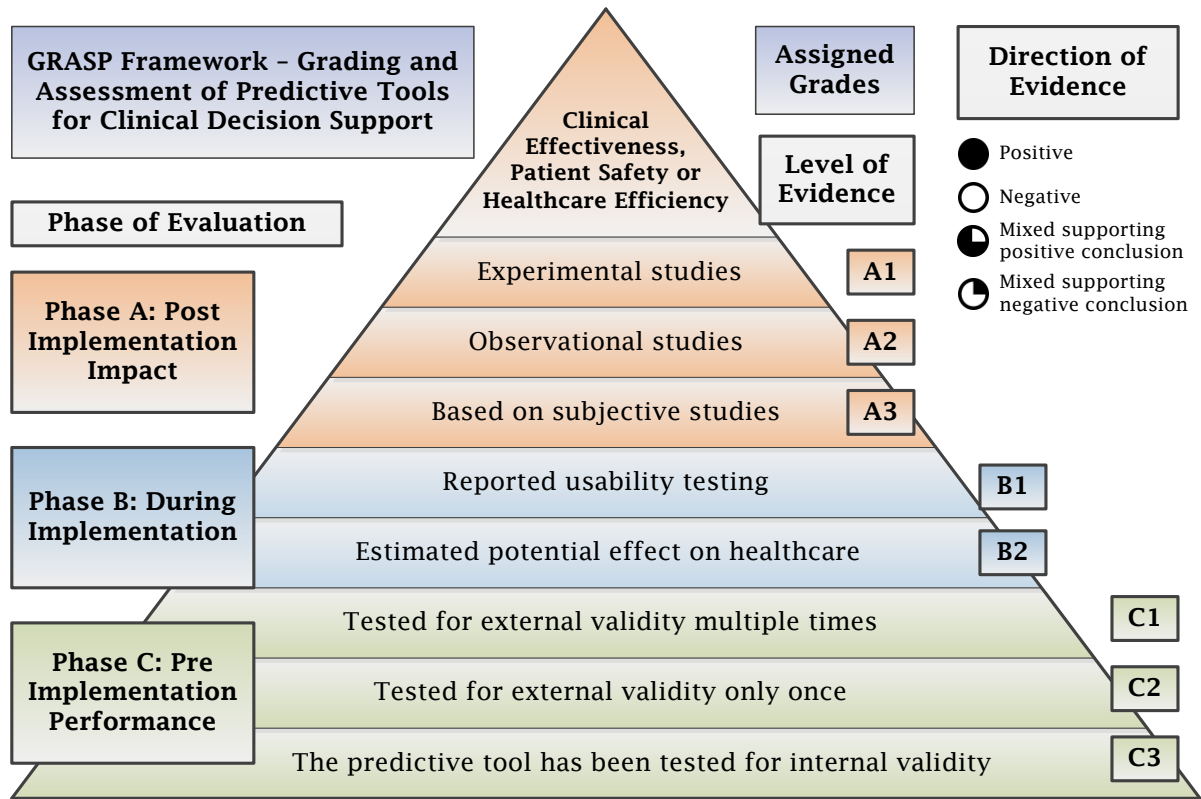 GRASP Framework – Grading and
Assessment of Predictive Tools
for Clinical Decision Support
Assigned
Grades
Direction of
Evidence
Clinical
Effectiveness,
Patient Safety or
Healthcare Efficiency
Level of
Evidence
Positive
Negative
Mixed supporting
positive conclusion
Mixed supporting
negative conclusion
Phase of Evaluation
Phase A: Post
Implementation
Impact
Experimental studies
A1
Observational studies
A2
Based on subjective studies
A3
Phase B: During
Implementation
Reported usability testing
B1
Estimated potential effect on healthcare
B2
Phase C: Pre
Implementation
Performance
Tested for external validity multiple times
C1
Tested for external validity only once
C2
The predictive tool has been tested for internal validity
C3